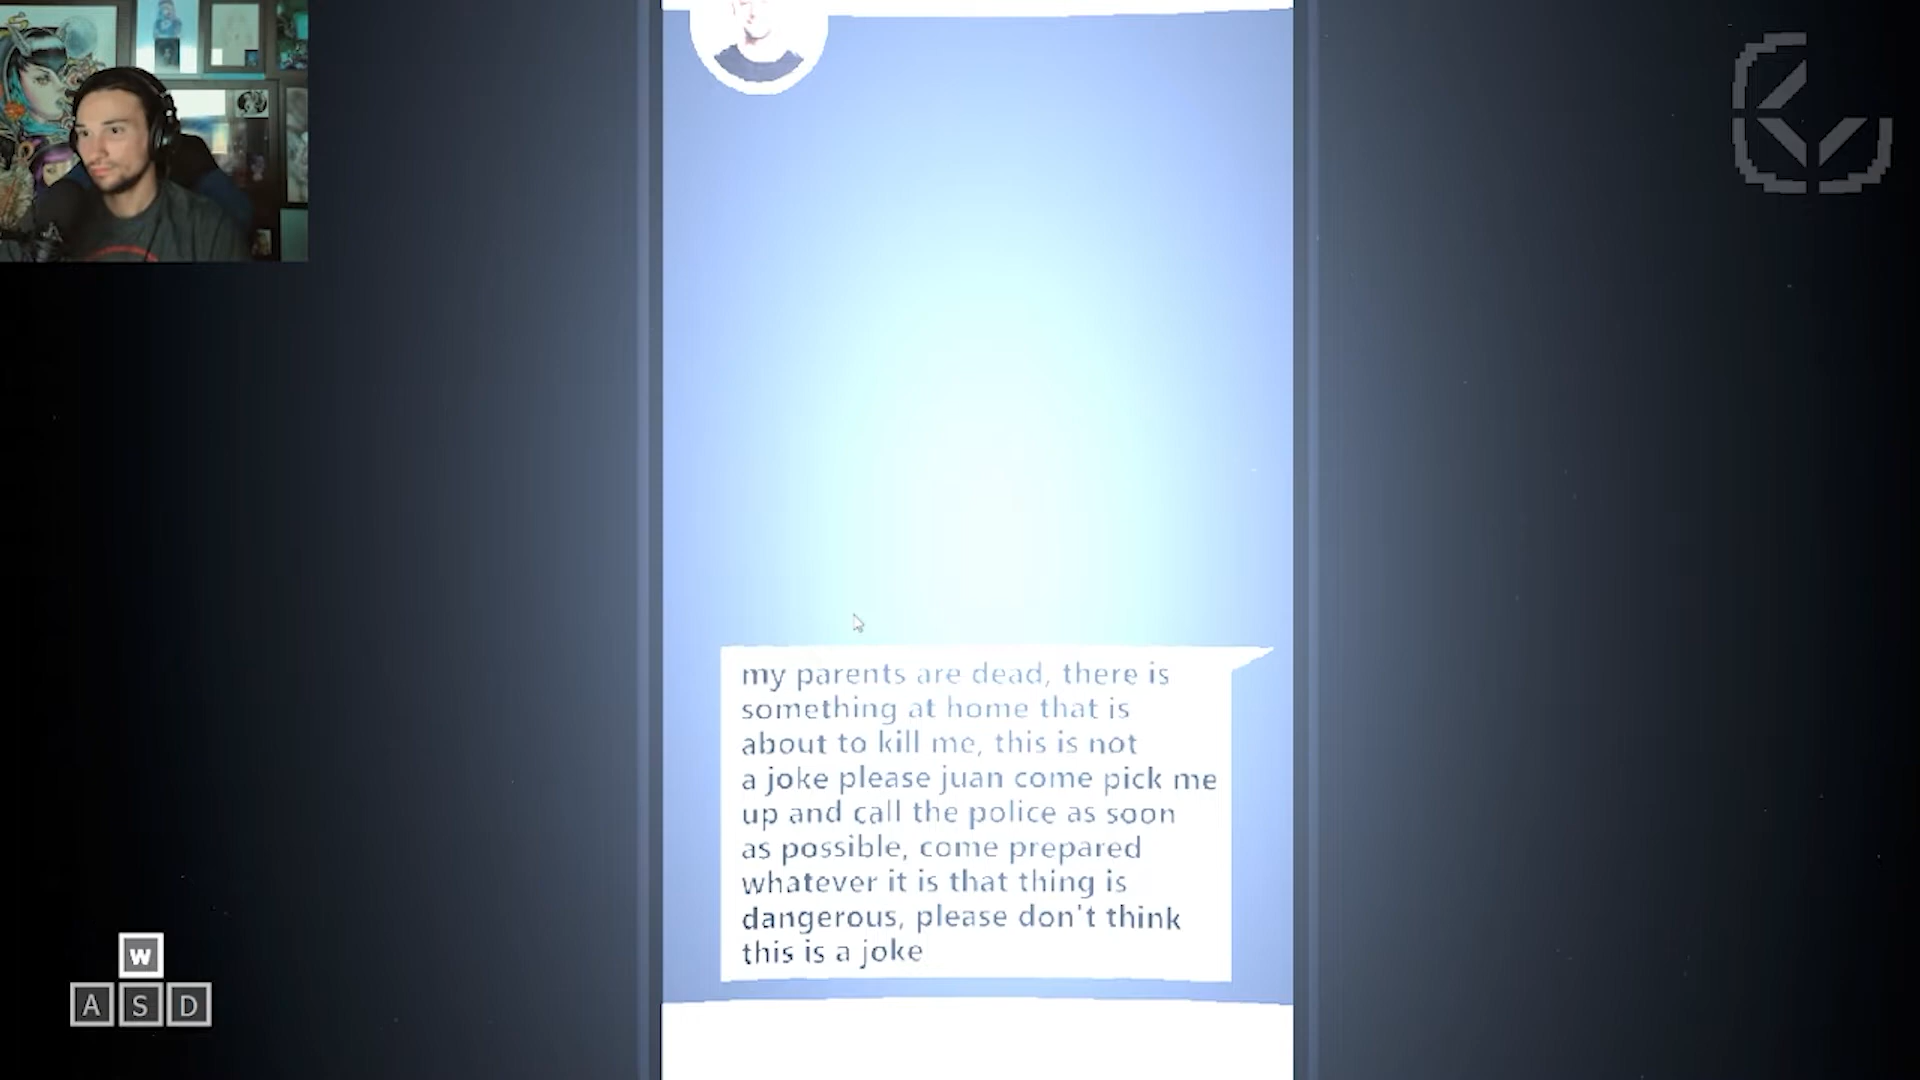 my parents are dead, there is
something at home that is
about to kill me, this is not
a joke please juan come pick me
up and call the police as soon
as possible, come prepared
whatever it is that thing is
dangerous, please don't think
this is a joke
W
A S D